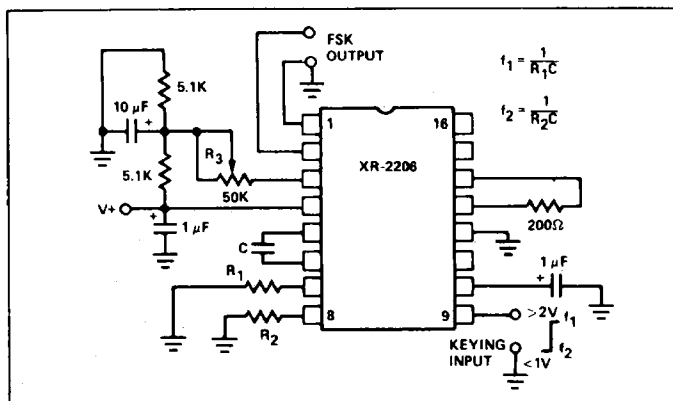 FSK
OUTPUT
f1 = 1/R1C
5.1K
10 µF +
1
16
f2 = 1/R2C
XR-2206
R3
5.1K
50K
V+
+
1 µF
200Ω
C
1 µF
+
R1
8
9
>2V f1
R2
KEYING
INPUT
f2
<1V